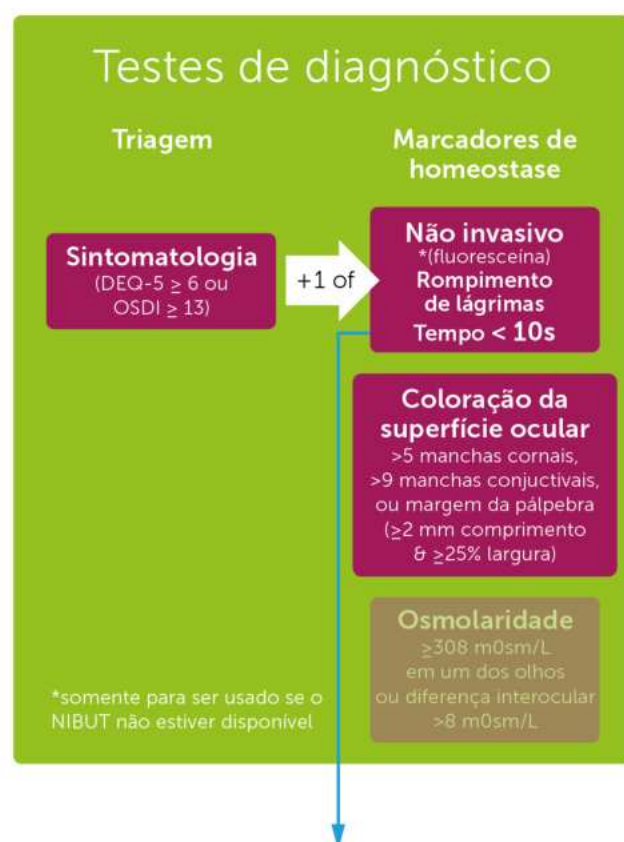 Testes de diagnóstico
Triagem
Marcadores de
homeostase
Sintomatologia
(DEQ-5 ≥ 6 ou
OSDI ≥ 13)
+1 of
Não invasivo
*(fluoresceína)
Rompimento
de lágrimas
Tempo < 10s
Coloração da
superfície ocular
>5 manchas cornais,
>9 manchas conjuctivais,
ou margem da pálpebra
(≥2 mm comprimento
& ≥25% largura)
Osmolaridade
≥308 m0sm/L
em um dos olhos
ou diferença interocular
>8 m0sm/L
*somente para ser usado se o
NIBUT não estiver disponível